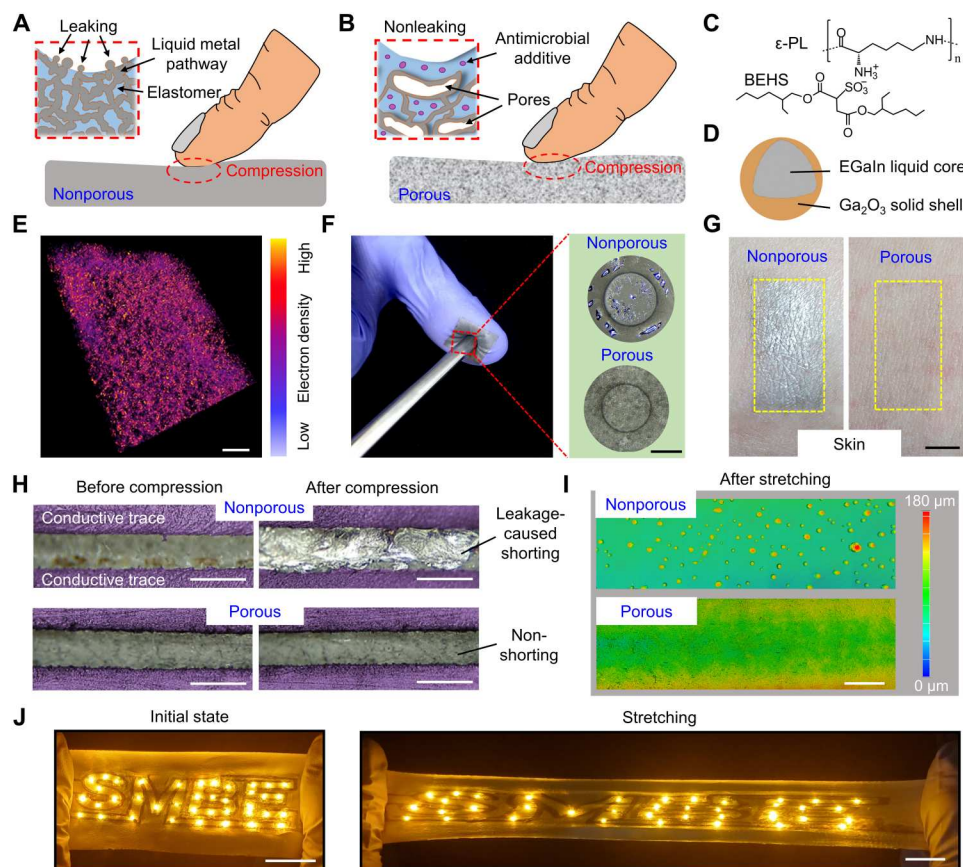 A
Leaking
Liquid metal
pathway
Elastomer
Compression
Nonporous
B
Nonleaking
Antimicrobial
additive
Pores
Compression
Porous
C
ε-PL
NH
n
NH₃⁺
O
BEHS
SO₃⁻
O
O
O
O
D
EGaIn liquid core
Ga₂O₃ solid shell
E
High
Electron density
Low
F
Nonporous
Porous
G
Nonporous
Porous
Skin
H
Before compression
After compression
Nonporous
Conductive trace
Conductive trace
Leakage-
caused
shorting
Porous
Non-
shorting
I
After stretching
Nonporous
180 µm
Porous
0 µm
J
Initial state
Stretching
SMBE
SMBE